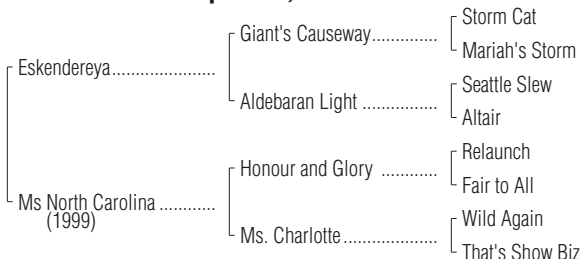 Storm Cat
Giant's Causeway..............
Mariah's Storm
Eskendereya......................
Seattle Slew
Aldebaran Light ................
Altair
Relaunch
Honour and Glory ............
Fair to All
Ms North Carolina ............
(1999)
Wild Again
Ms. Charlotte....................
That's Show Biz